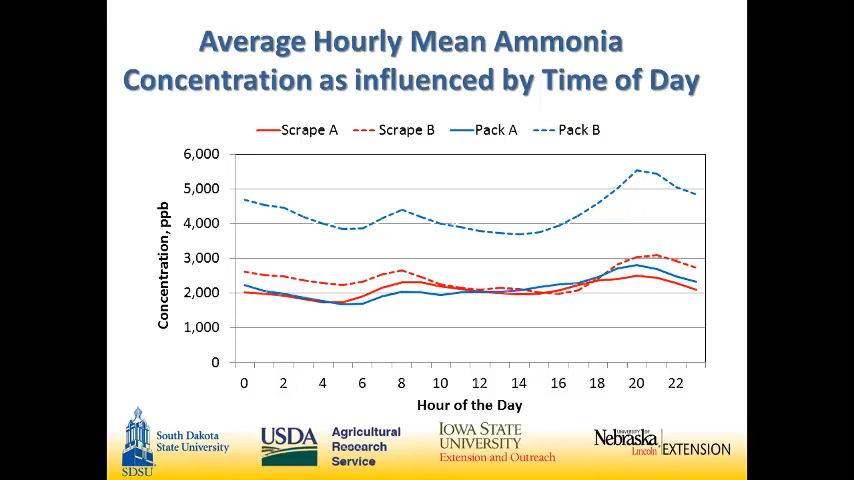 Average Hourly Mean Ammonia
Concentration as influenced by Time of Day
Scrape A Scrape B Pack A Pack B
6,000
5,000
4,000
3,000
2,000
1,000
0
Concentration, ppb
0 2 4 6 8 10 12 14 16 18 20 22
Hour of the Day
SDSU
South Dakota
State University
USDA
Agricultural
Research
Service
IOWA STATE
UNIVERSITY
Extension and Outreach
UNIVERSITY OF
Nebraska
Lincoln
EXTENSION